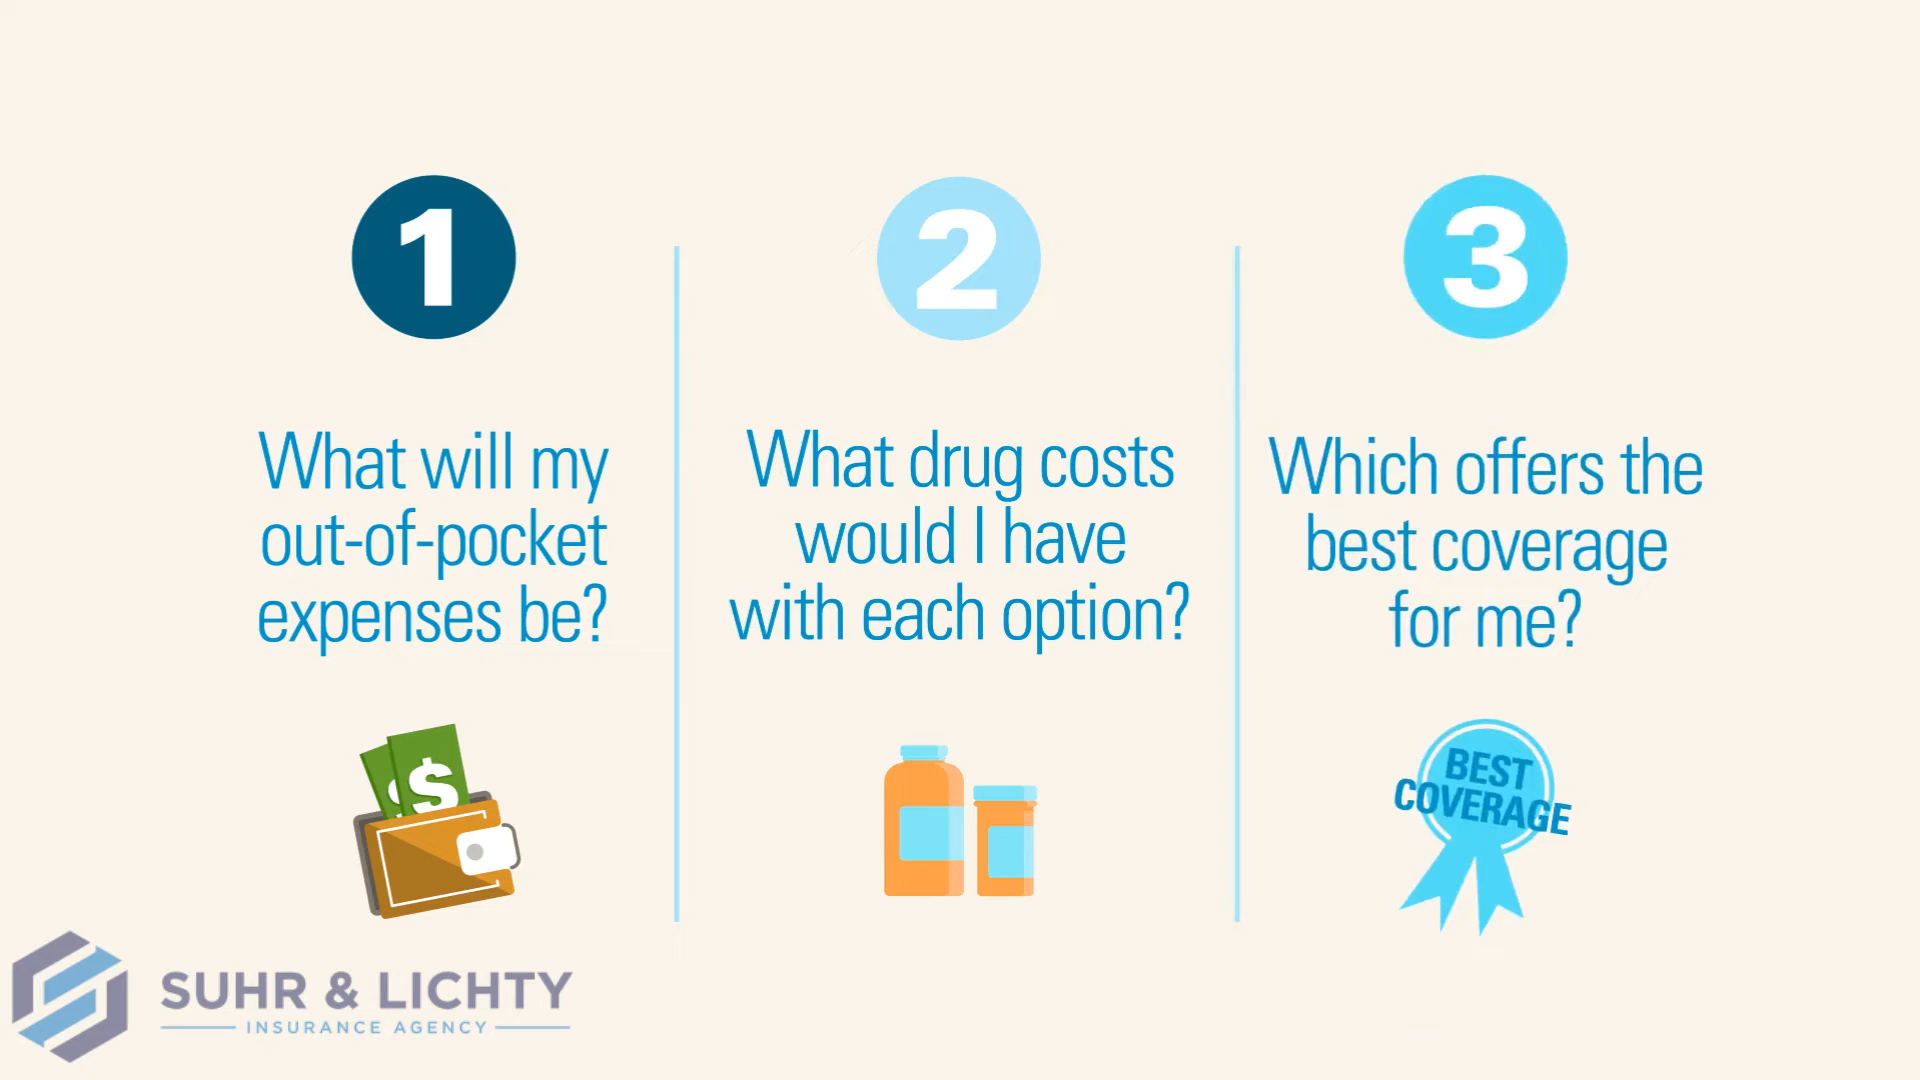 1
What will my
out-of-pocket
expenses be?
$
$
2
What drug costs
would I have
with each option?
3
Which offers the
best coverage
for me?
BEST
COVERAGE
SUHR & LICHTY
INSURANCE AGENCY